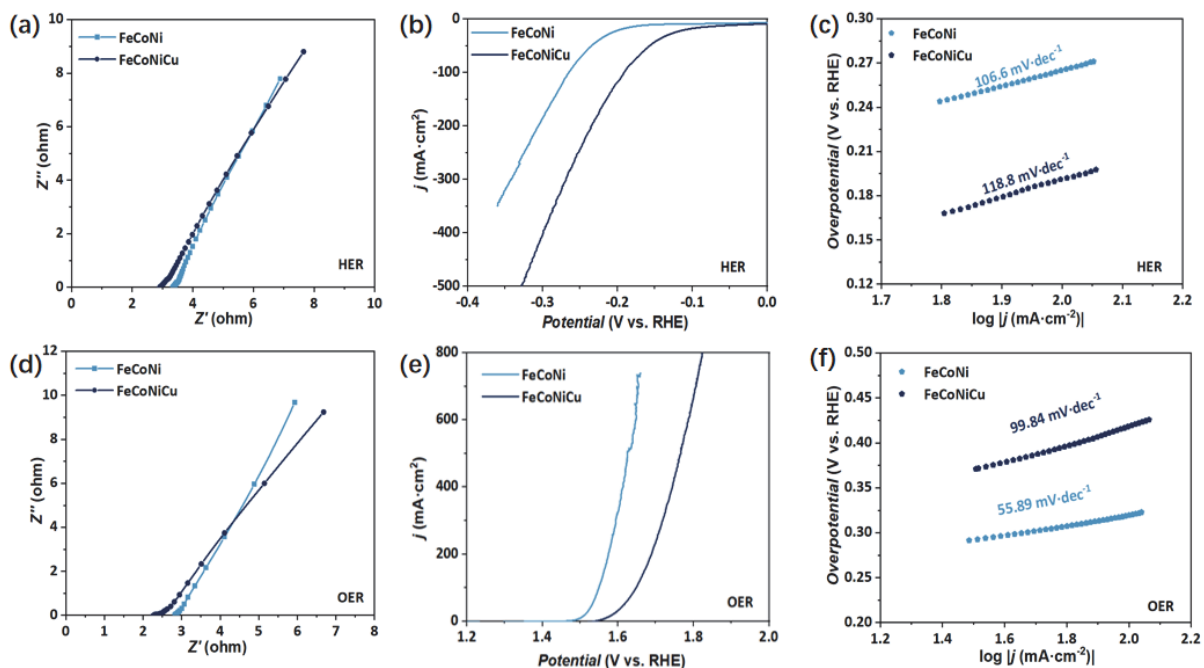 (a)
FeCoNi
FeCoNiCu
Z'' (ohm)
10
8
6
4
2
0
0 2 4 6 8 10
Z' (ohm)
HER
(b)
FeCoNi
FeCoNiCu
j (mA·cm²)
0
-100
-200
-300
-400
-500
-0.4 -0.3 -0.2 -0.1 0.0
Potential (V vs. RHE)
HER
(c)
FeCoNi
FeCoNiCu
106.6 mV·dec⁻¹
118.8 mV·dec⁻¹
Overpotential (V vs. RHE)
0.30
0.27
0.24
0.21
0.18
0.15
0.12
1.7 1.8 1.9 2.0 2.1 2.2
log |j (mA·cm⁻²)|
HER
(d)
FeCoNi
FeCoNiCu
Z'' (ohm)
12
10
8
6
4
2
0
0 1 2 3 4 5 6 7 8
Z' (ohm)
OER
(e)
FeCoNi
FeCoNiCu
j (mA·cm²)
800
600
400
200
0
1.2 1.4 1.6 1.8 2.0
Potential (V vs. RHE)
OER
(f)
FeCoNi
FeCoNiCu
99.84 mV·dec⁻¹
55.89 mV·dec⁻¹
Overpotential (V vs. RHE)
0.50
0.45
0.40
0.35
0.30
0.25
0.20
1.2 1.4 1.6 1.8 2.0 2.2
log |j (mA·cm⁻²)|
OER